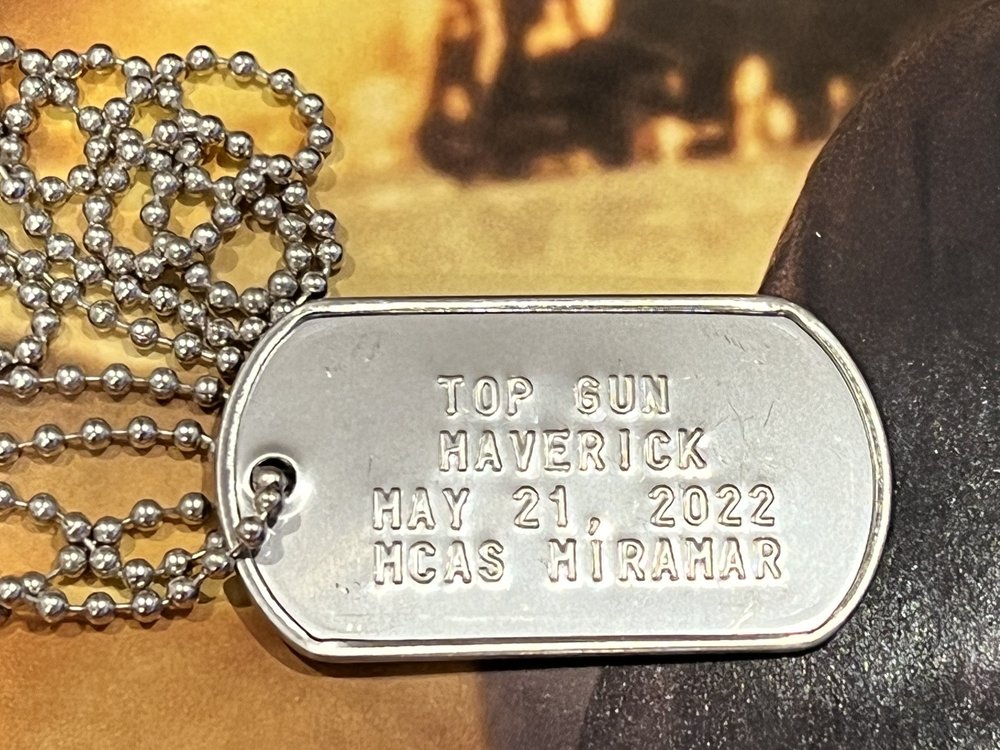 TOP GUN
MAVERICK
MAY 21, 2022
MCAS MIRAMAR